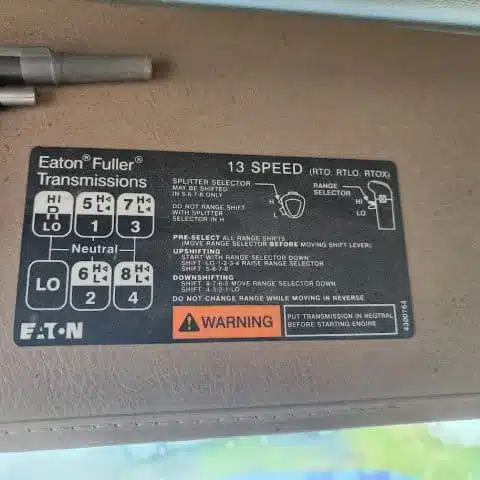 Eaton® Fuller®
Transmissions
13 SPEED (RTO, RTLO, RTOX)
SPLITTER SELECTOR
MAY BE SHIFTED
IN 5-6-7-8 ONLY
DO NOT RANGE SHIFT
WITH SPLITTER
SELECTOR IN H
H
L
RANGE
SELECTOR
HI
LO
HI
R
LO
5 H
L
1
7 H
L
3
Neutral
LO
6 H
L
2
8 H
L
4
PRE-SELECT ALL RANGE SHIFTS
(MOVE RANGE SELECTOR BEFORE MOVING SHIFT LEVER)
UPSHIFTING
START WITH RANGE SELECTOR DOWN
SHIFT LO-1-2-3-4 RAISE RANGE SELECTOR
SHIFT 5-6-7-8
DOWNSHIFTING
SHIFT 8-7-6-5 MOVE RANGE SELECTOR DOWN
SHIFT 4-3-2-1-LO
DO NOT CHANGE RANGE WHILE MOVING IN REVERSE
EATON
WARNING
PUT TRANSMISSION IN NEUTRAL
BEFORE STARTING ENGINE
4300764